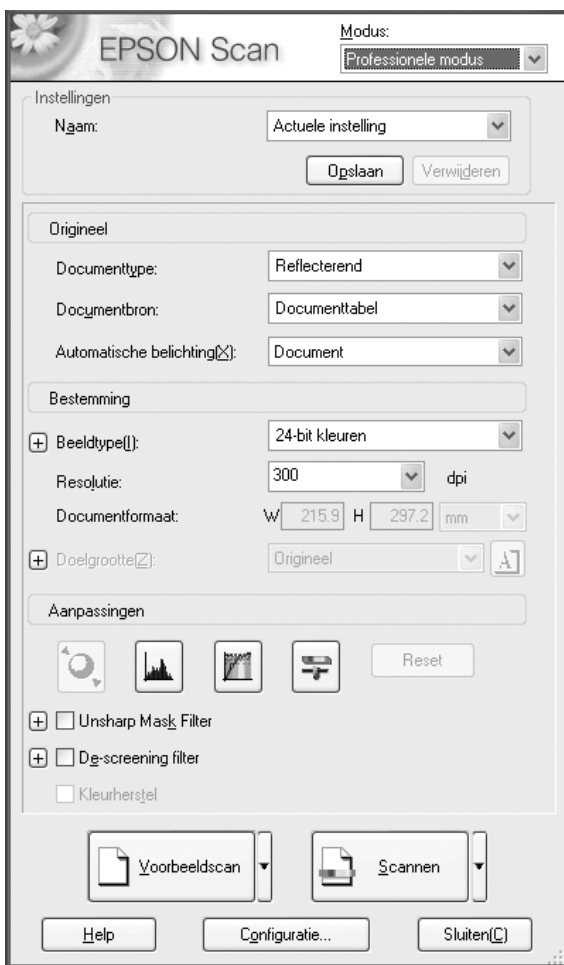 EPSON Scan
Modus:
Professionele modus
Instellingen
Naam:
Actuele instelling
Opslaan
Verwijderen
Origineel
Documenttype:
Reflecterend
Documentbron:
Documenttabel
Automatische belichting(X):
Document
Bestemming
Beeldtype(I):
24-bit kleuren
Resolutie:
300
dpi
Documentformaat:
W 215.9 H 297.2 mm
Doelgrootte(Z):
Origineel
A
Aanpassingen
Reset
Unsharp Mask Filter
De-screening filter
Kleurherstel
Voorbeeldscan
Scannen
Help
Configuratie...
Sluiten(C)